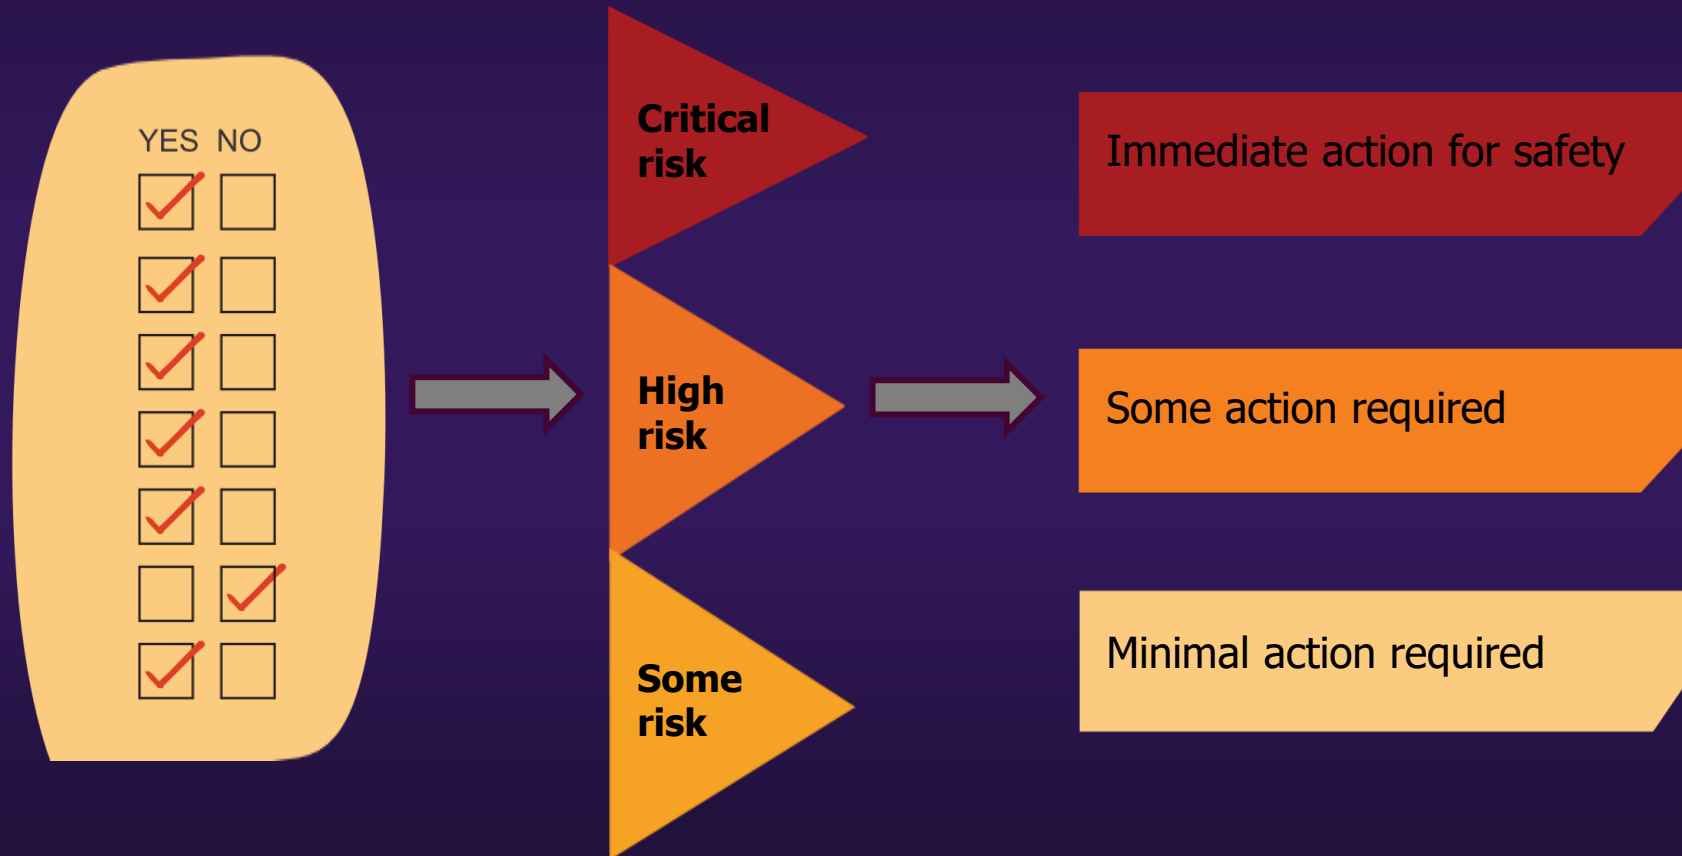 YES NO
Critical
risk
Immediate action for safety
High
risk
Some action required
Some
risk
Minimal action required